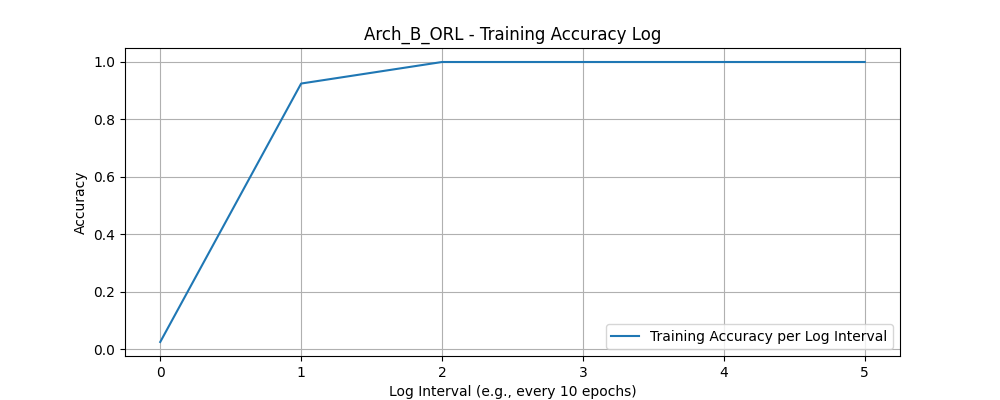 Arch_B_ORL - Training Accuracy Log
1.0
0.8
0.6
0.4
0.2
0.0
Accuracy
Training Accuracy per Log Interval
0 1 2 3 4 5
Log Interval (e.g., every 10 epochs)